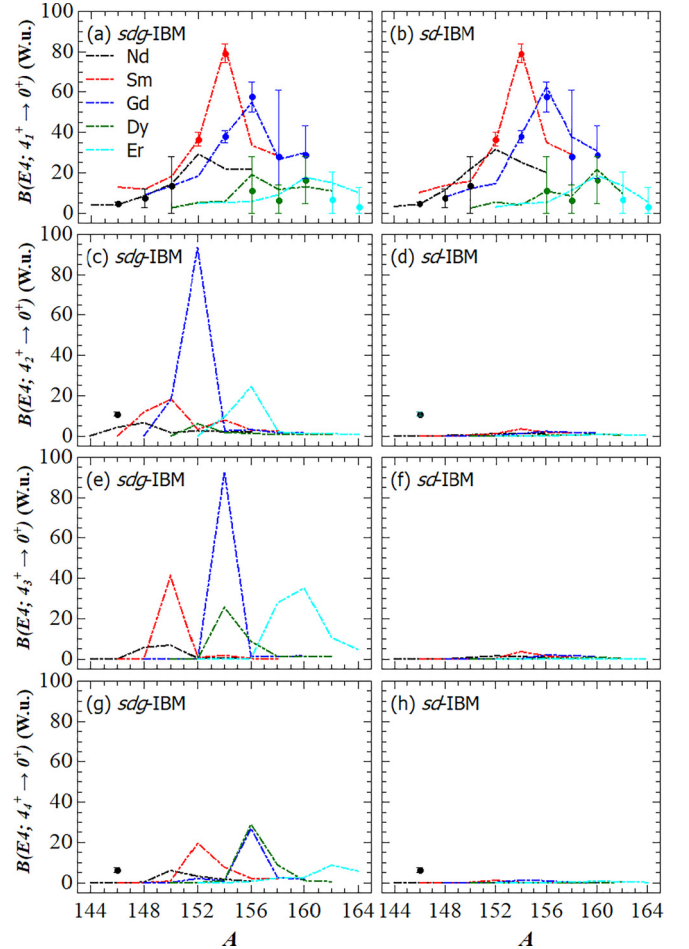 (a) sdg-IBM
(b) sd-IBM
Nd
Sm
Gd
Dy
Er
100
80
60
40
20
0
B(E4; 4₁⁺ → 0⁺) (W.u.)
(c) sdg-IBM
(d) sd-IBM
100
80
60
40
20
0
B(E4; 4₂⁺ → 0⁺) (W.u.)
(e) sdg-IBM
(f) sd-IBM
100
80
60
40
20
0
B(E4; 4₃⁺ → 0⁺) (W.u.)
(g) sdg-IBM
(h) sd-IBM
100
80
60
40
20
0
B(E4; 4₄⁺ → 0⁺) (W.u.)
144 148 152 156 160 164 144 148 152 156 160 164
A A